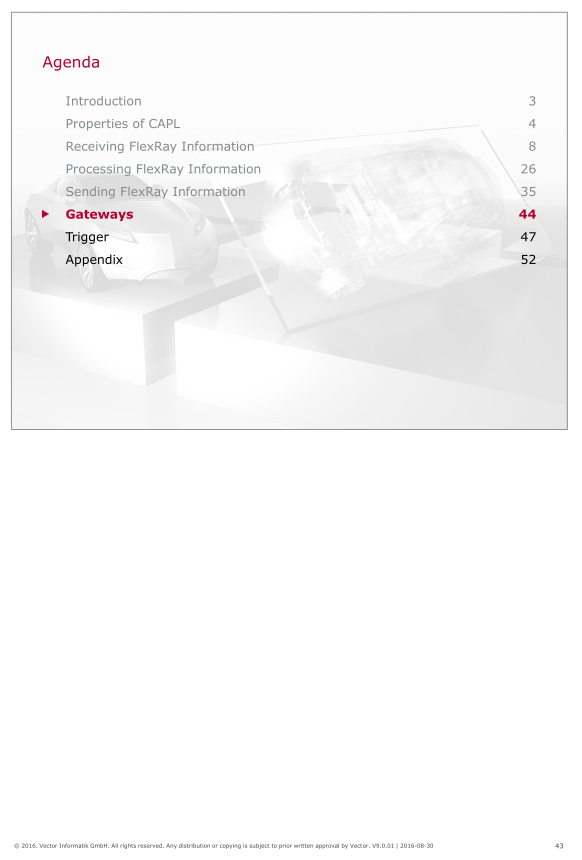 Agenda
Introduction 3
Properties of CAPL 4
Receiving FlexRay Information 8
Processing FlexRay Information 26
Sending FlexRay Information 35
Gateways 44
Trigger 47
Appendix 52
© 2016. Vector Informatik GmbH. All rights reserved. Any distribution or copying is subject to prior written approval by Vector. V9.0.01 | 2016-08-30 43